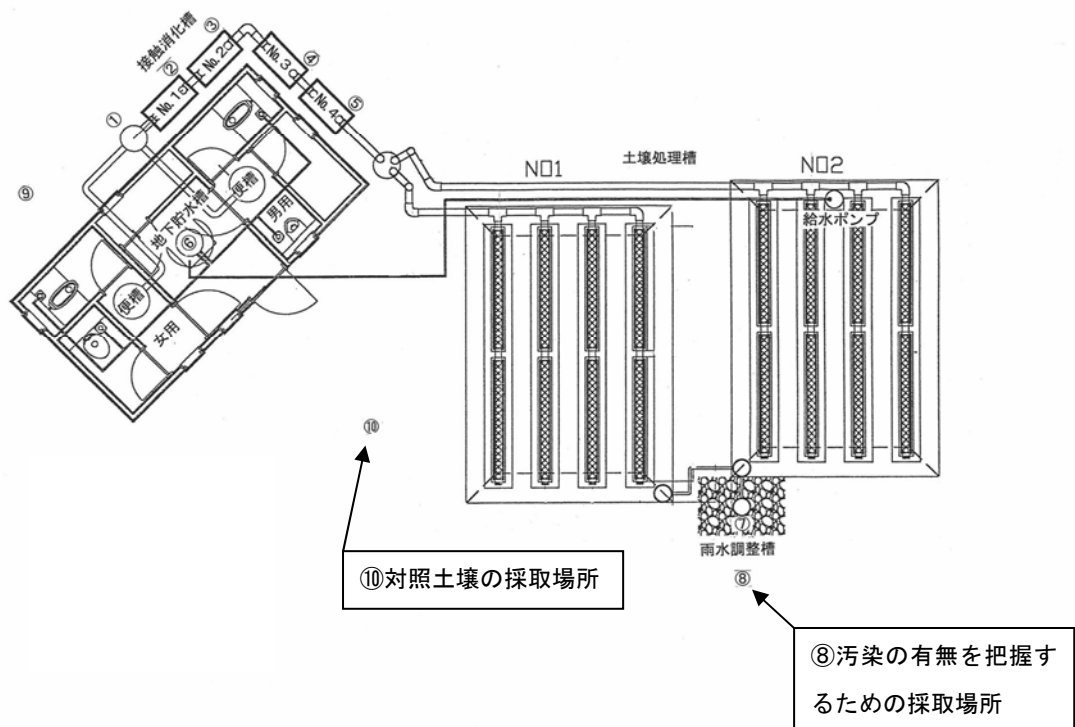 接触消化槽
①
②
③
④
⑤
No.1
No.2
No.3
No.4
⑨
地下貯水槽
⑥
便槽
男用
便槽
女用
NO1
土壌処理槽
NO2
給水ポンプ
⑩
⑦
雨水調整槽
⑧
⑩対照土壌の採取場所
⑧汚染の有無を把握す
るための採取場所